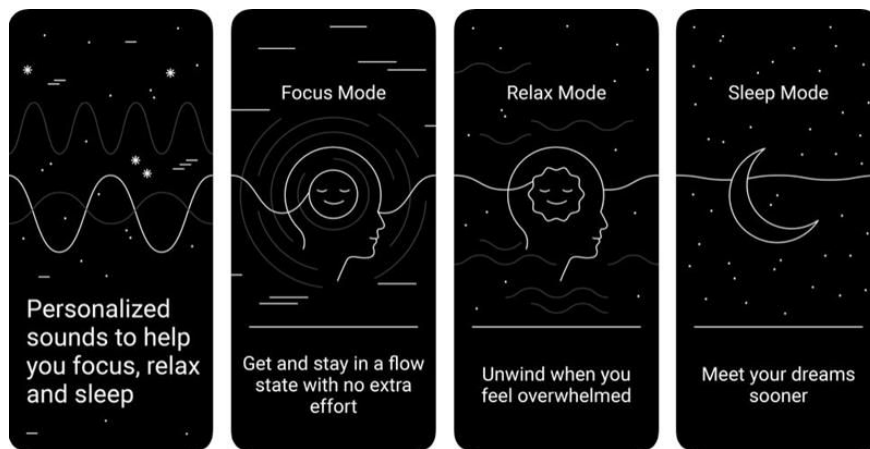 Personalized
sounds to help
you focus, relax
and sleep
Focus Mode
Get and stay in a flow
state with no extra
effort
Relax Mode
Unwind when you
feel overwhelmed
Sleep Mode
Meet your dreams
sooner